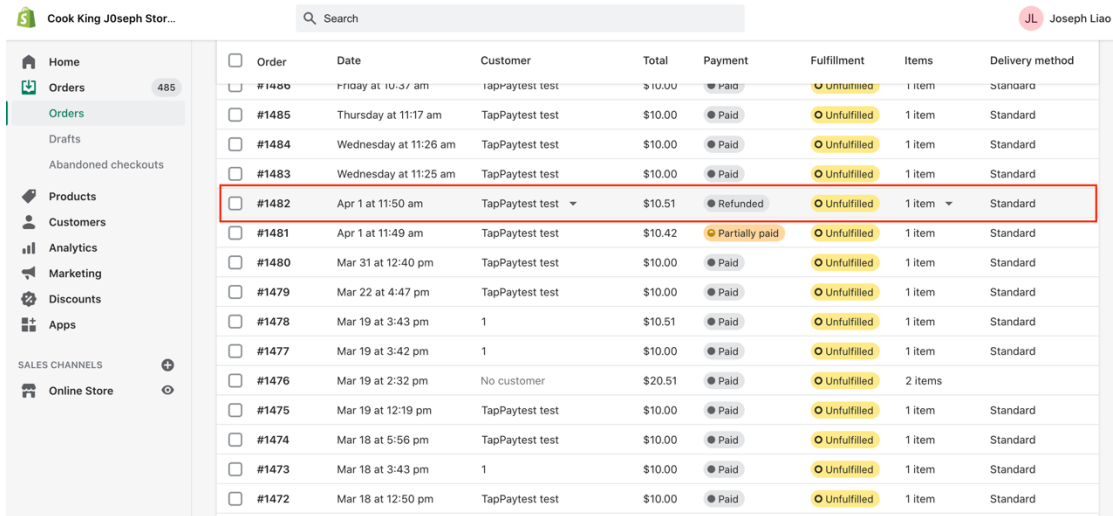 Cook King J0seph Stor...
Search
JL Joseph Liao
Home
Orders 485
Orders
Drafts
Abandoned checkouts
Products
Customers
Analytics
Marketing
Discounts
Apps
SALES CHANNELS
Online Store
Order Date Customer Total Payment Fulfillment Items Delivery method
#1486 Friday at 10:37 am TapPaytest test $10.00 Paid Unfulfilled 1 item Standard
#1485 Thursday at 11:17 am TapPaytest test $10.00 Paid Unfulfilled 1 item Standard
#1484 Wednesday at 11:26 am TapPaytest test $10.00 Paid Unfulfilled 1 item Standard
#1483 Wednesday at 11:25 am TapPaytest test $10.00 Paid Unfulfilled 1 item Standard
#1482 Apr 1 at 11:50 am TapPaytest test $10.51 Refunded Unfulfilled 1 item Standard
#1481 Apr 1 at 11:49 am TapPaytest test $10.42 Partially paid Unfulfilled 1 item Standard
#1480 Mar 31 at 12:40 pm TapPaytest test $10.00 Paid Unfulfilled 1 item Standard
#1479 Mar 22 at 4:47 pm TapPaytest test $10.00 Paid Unfulfilled 1 item Standard
#1478 Mar 19 at 3:43 pm 1 $10.51 Paid Unfulfilled 1 item Standard
#1477 Mar 19 at 3:42 pm 1 $10.00 Paid Unfulfilled 1 item Standard
#1476 Mar 19 at 2:32 pm No customer $20.51 Paid Unfulfilled 2 items
#1475 Mar 19 at 12:19 pm TapPaytest test $10.00 Paid Unfulfilled 1 item Standard
#1474 Mar 18 at 5:56 pm TapPaytest test $10.00 Paid Unfulfilled 1 item Standard
#1473 Mar 18 at 3:43 pm 1 $10.00 Paid Unfulfilled 1 item Standard
#1472 Mar 18 at 12:50 pm TapPaytest test $10.00 Paid Unfulfilled 1 item Standard